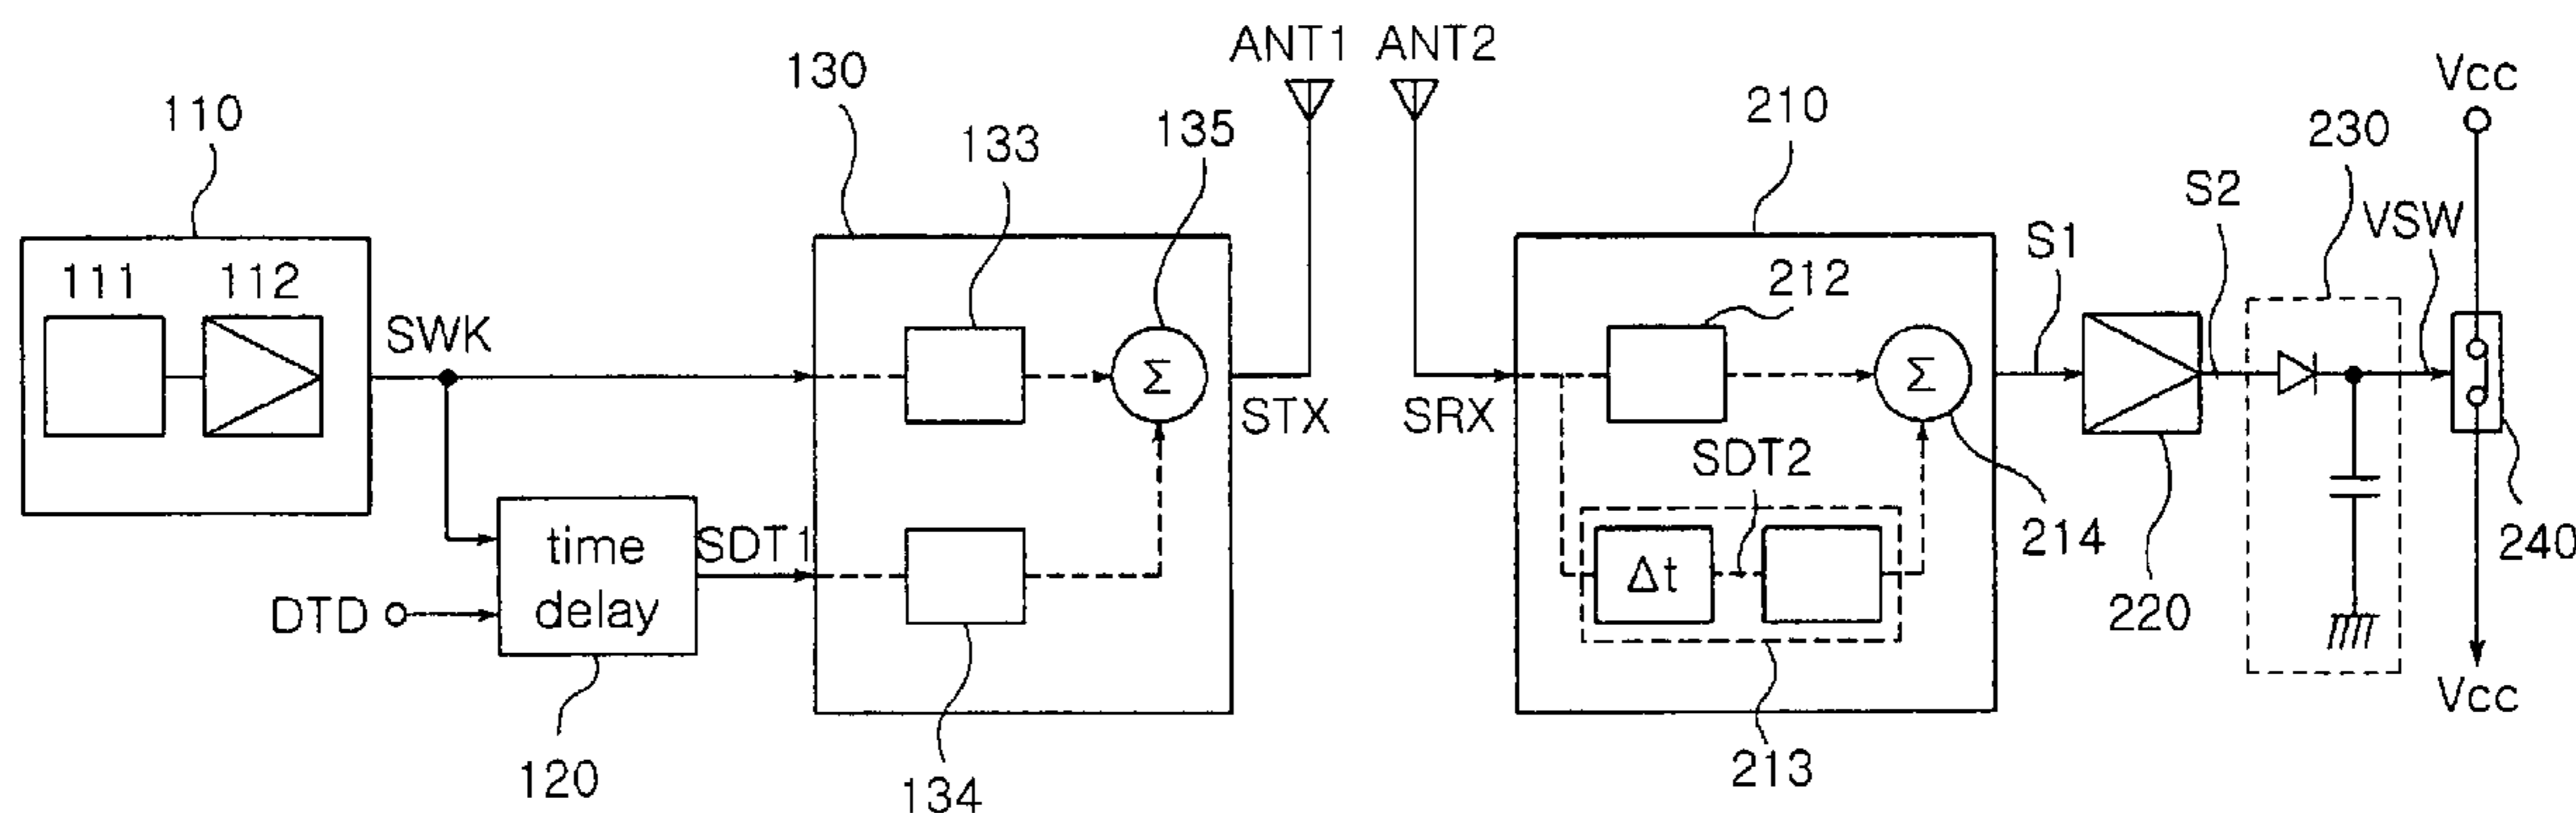 ANT1 ANT2
130
Vcc
110
133
135
210
230
S2
VSW
S1
111 112
212
SWK
Σ
Σ
STX
SRX
SDT2
214
240
time
delay
SDT1
Δt
DTD
220
Vcc
120
134
213